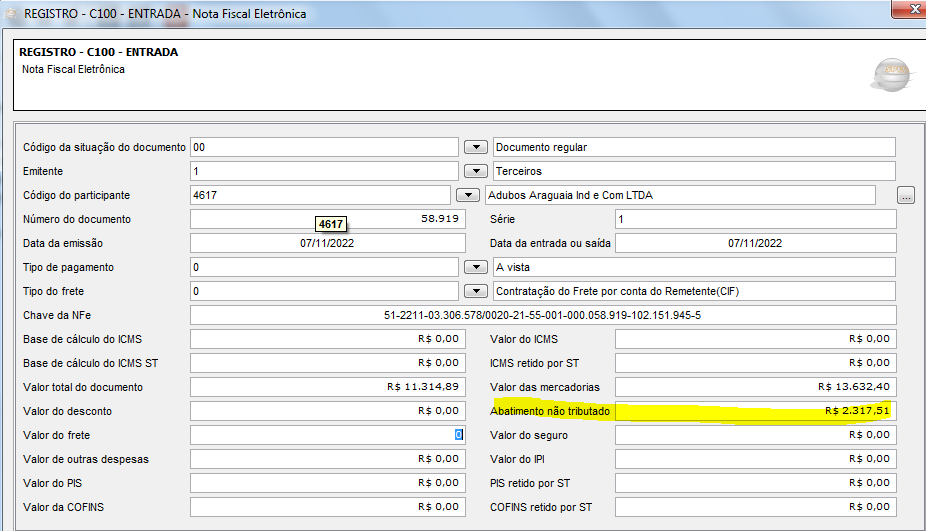 REGISTRO - C100 - ENTRADA - Nota Fiscal Eletrônica
REGISTRO - C100 - ENTRADA
Nota Fiscal Eletrônica
Código da situação do documento 00 Documento regular
Emitente 1 Terceiros
Código do participante 4617 Adubos Araguaia Ind e Com LTDA ...
Número do documento 58.919 Série 1
4617
Data da emissão 07/11/2022 Data da entrada ou saída 07/11/2022
Tipo de pagamento 0 A vista
Tipo do frete 0 Contratação do Frete por conta do Remetente(CIF)
Chave da NFe 51-2211-03.306.578/0020-21-55-001-000.058.919-102.151.945-5
Base de cálculo do ICMS R$ 0,00 Valor do ICMS R$ 0,00
Base de cálculo do ICMS ST R$ 0,00 ICMS retido por ST R$ 0,00
Valor total do documento R$ 11.314,89 Valor das mercadorias R$ 13.632,40
Valor do desconto R$ 0,00 Abatimento não tributado R$ 2.317,51
Valor do frete 0 Valor do seguro R$ 0,00
Valor de outras despesas R$ 0,00 Valor do IPI R$ 0,00
Valor do PIS R$ 0,00 PIS retido por ST R$ 0,00
Valor da COFINS R$ 0,00 COFINS retido por ST R$ 0,00